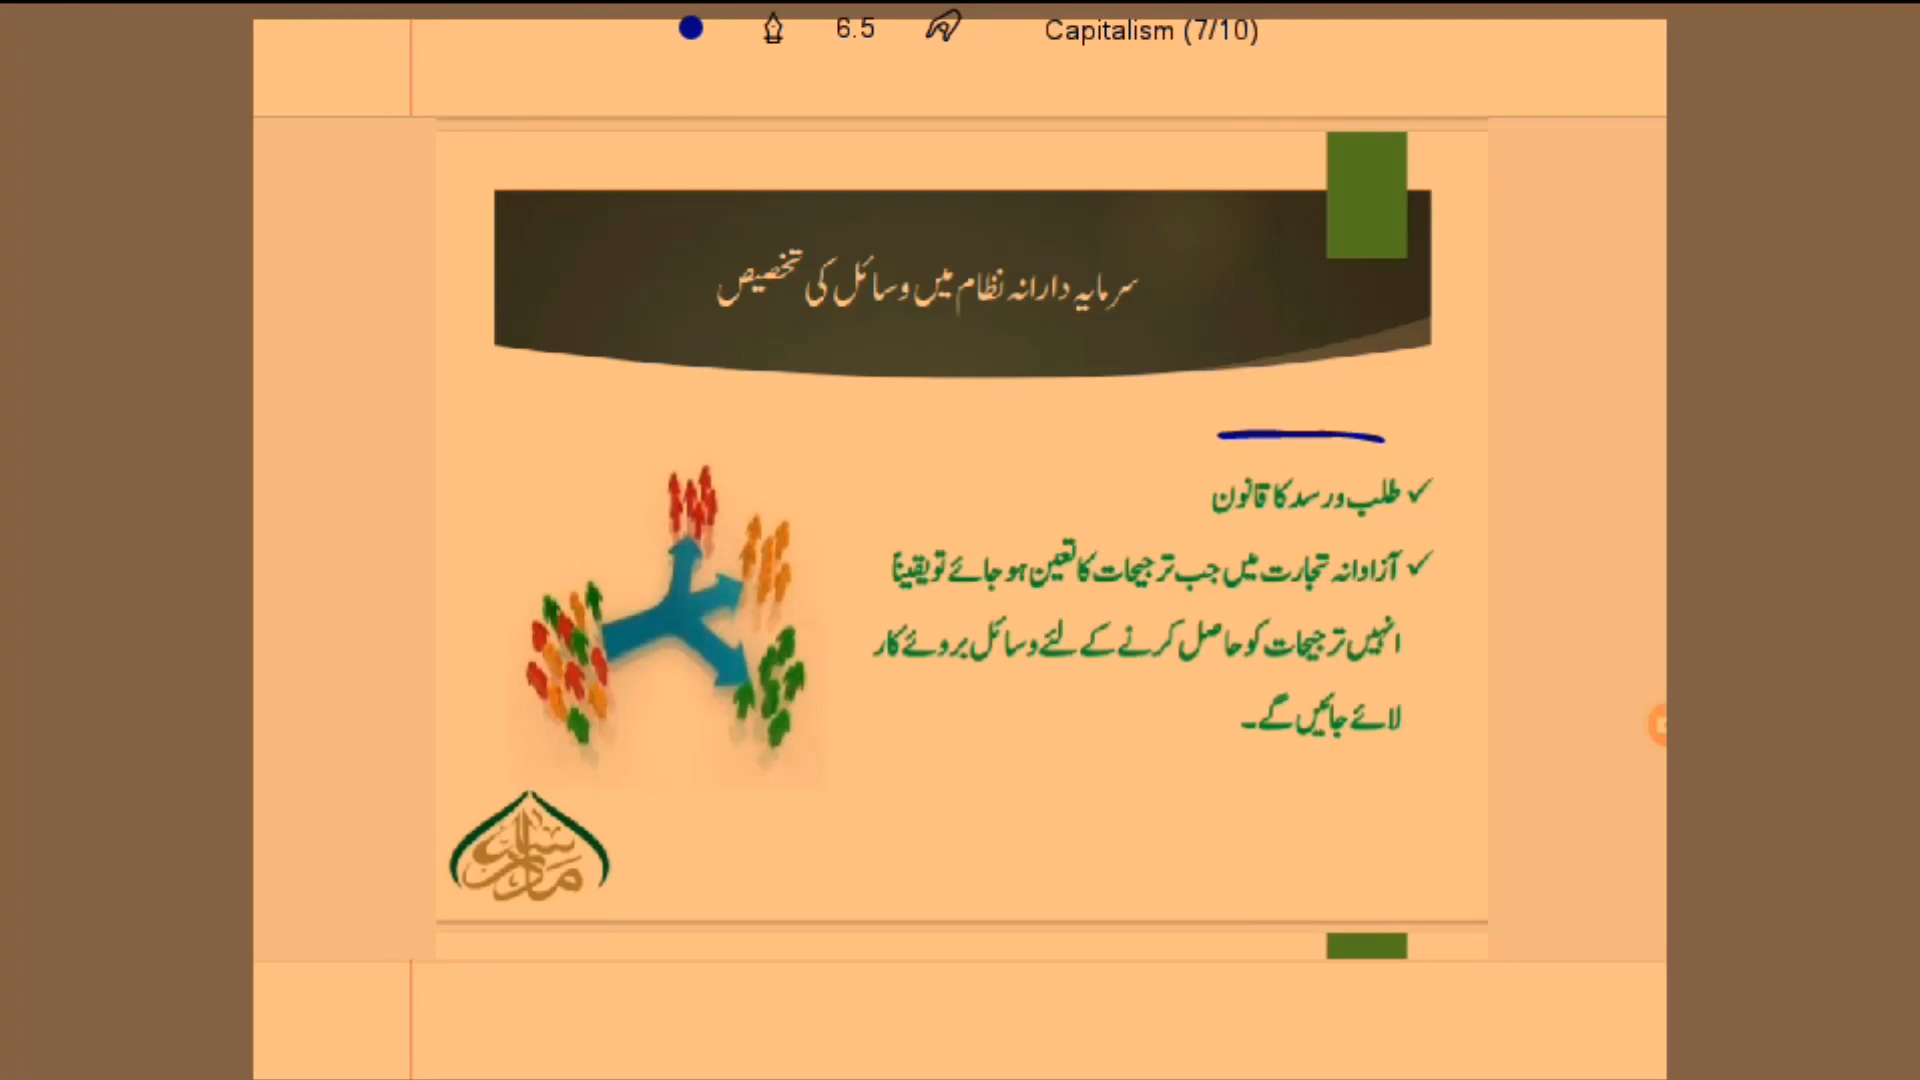 6.5 Capitalism (7/10)
سرمایہ دارانہ نظام میں وسائل کی تخصیص
✓ طلب ورسد کا قانون
✓ آزادانہ تجارت میں جب ترجیحات کا تعین ہو جائے تو یقیناً
انہیں ترجیحات کو حاصل کرنے کے لئے وسائل بروئے کار
لائے جائیں گے۔